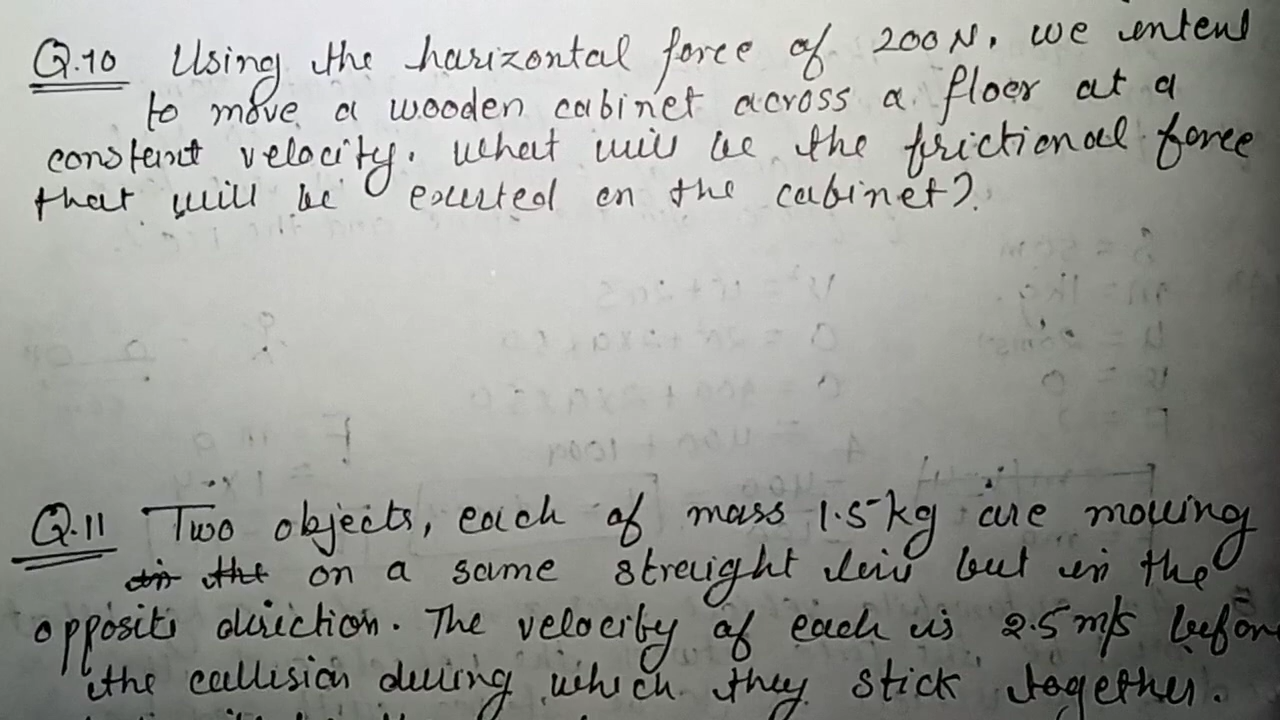 Q.10 Using the harizontal force of 200 N, we intend
to move a wooden cabinet across a floor at a
constant velocity. What will be the frictional force
that will be exerted on the cabinet?
Q.11 Two objects, each of mass 1.5 kg are moving
in the on a same straight line but in the
opposite direction. The velocity of each is 2.5 m/s before
the collision during which they stick together.